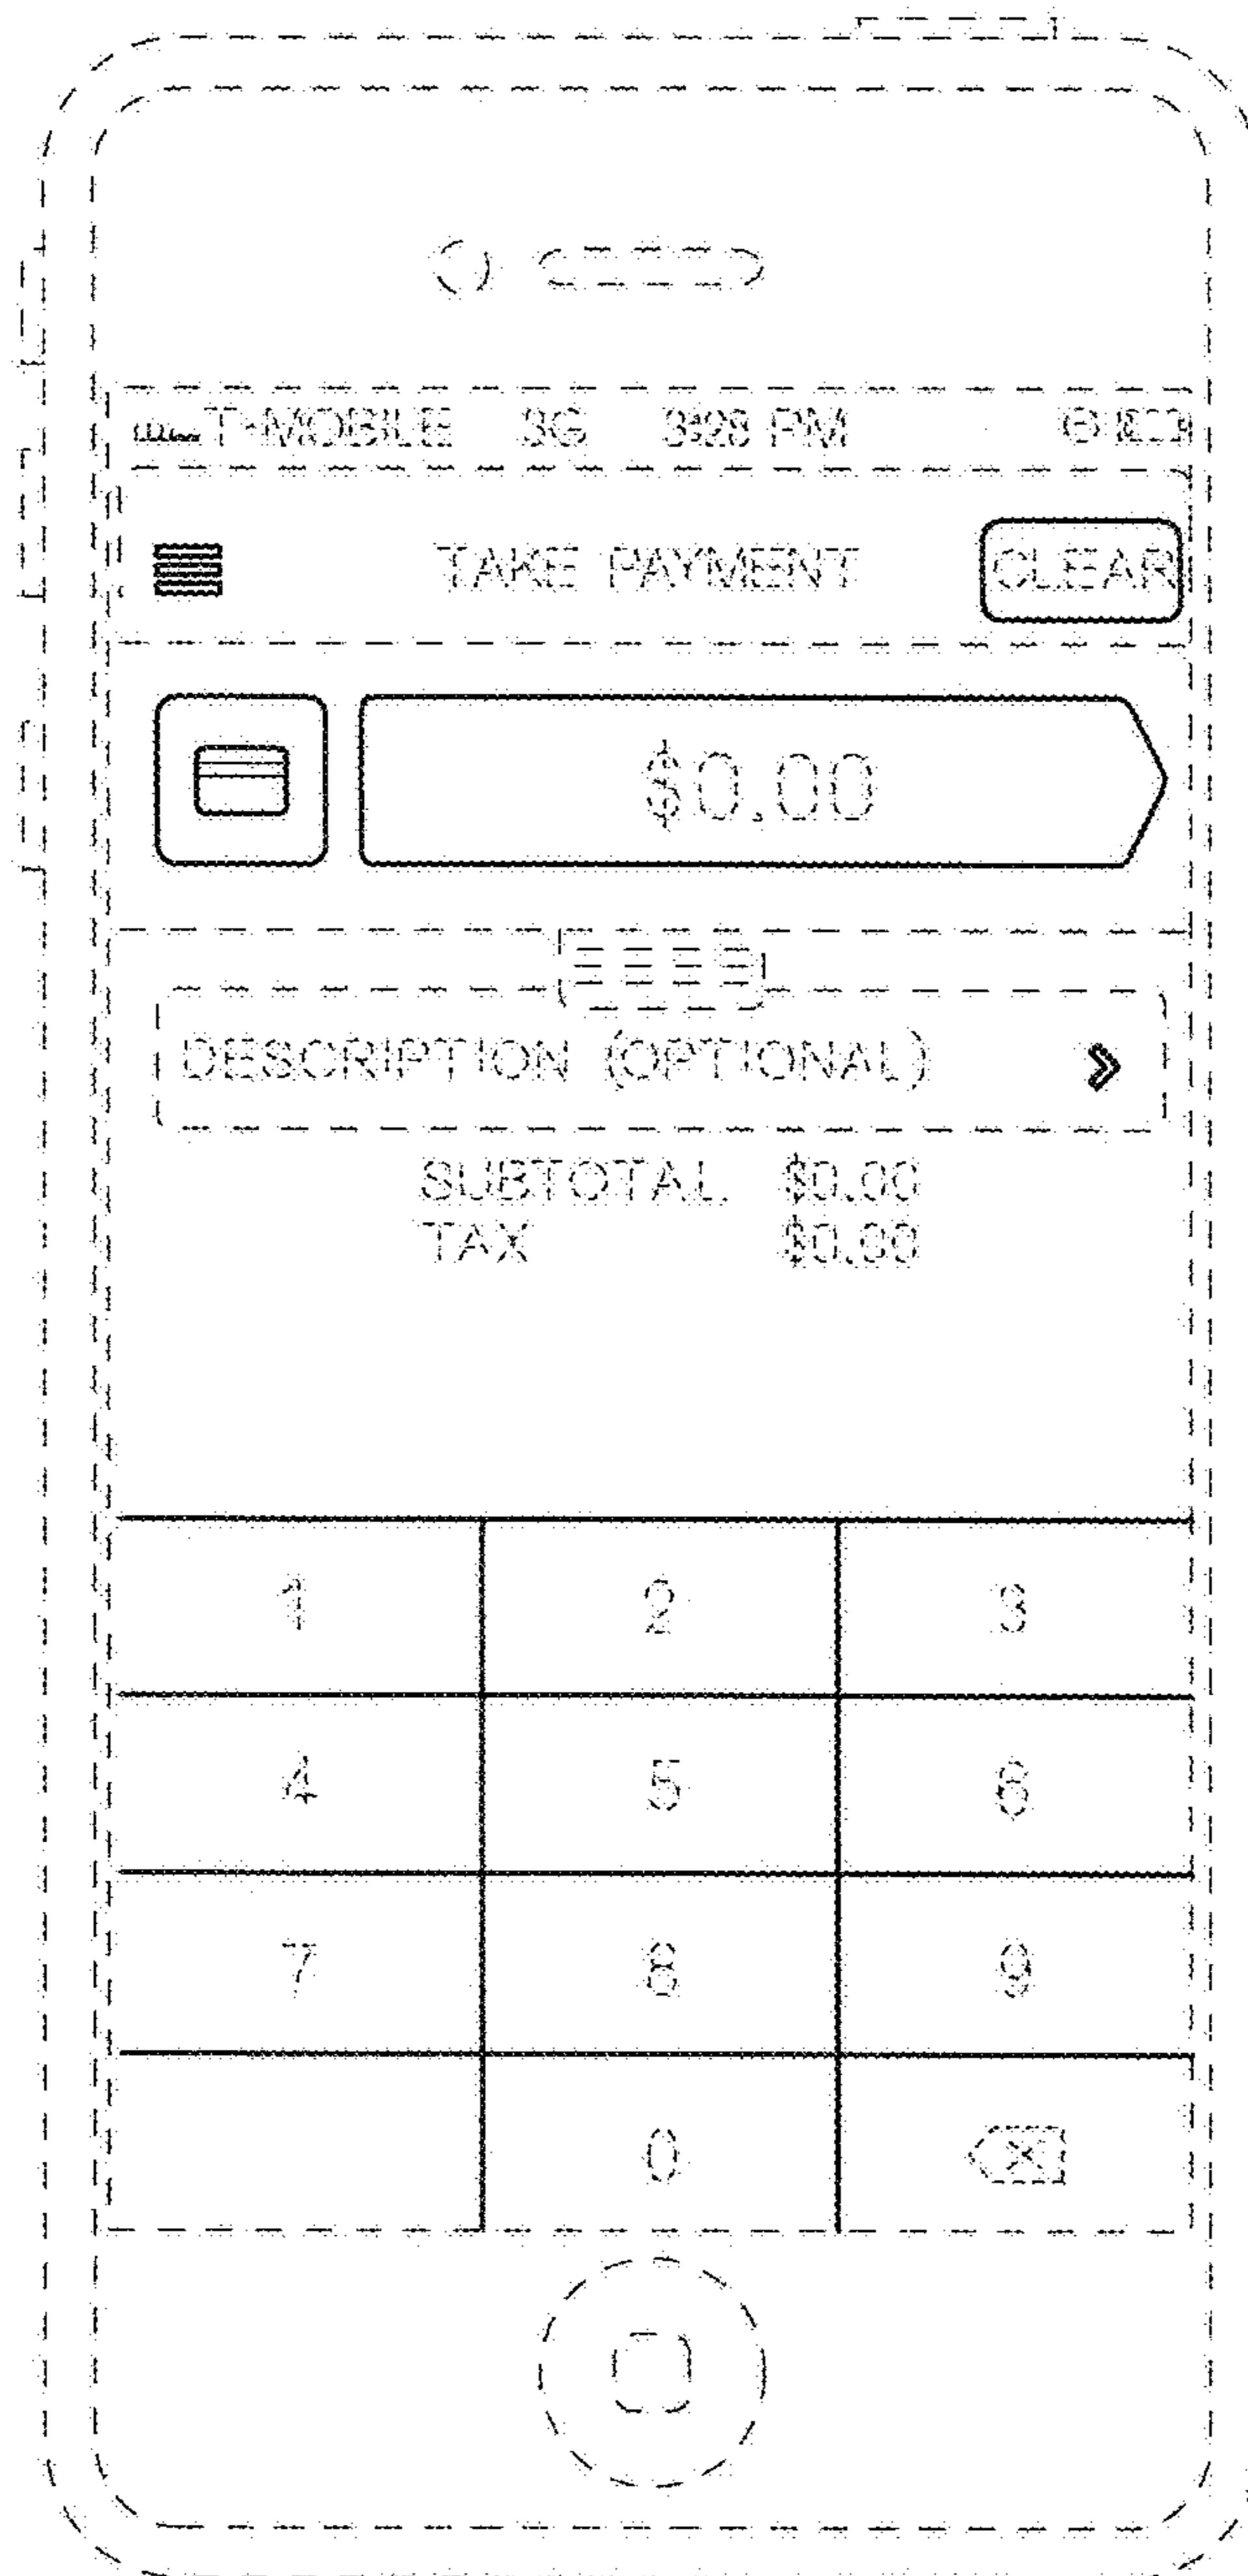 T-MOBILE 3G 3:28 PM
TAKE PAYMENT CLEAR
$0.00
DESCRIPTION (OPTIONAL)
SUBTOTAL $0.00
TAX $0.00
1 2 3
4 5 6
7 8 9
0